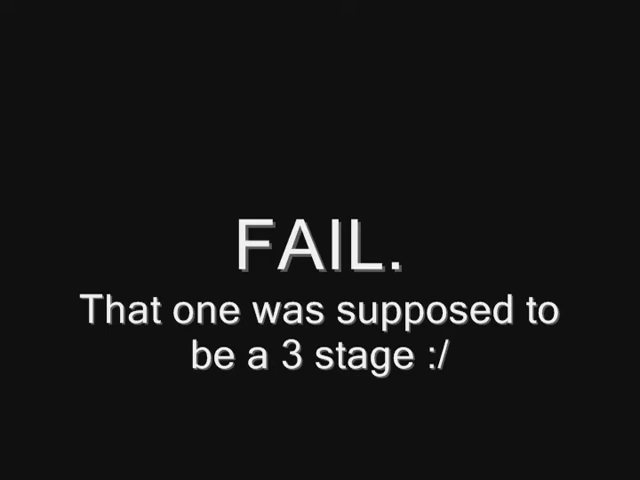 FAIL.
That one was supposed to
be a 3 stage :/